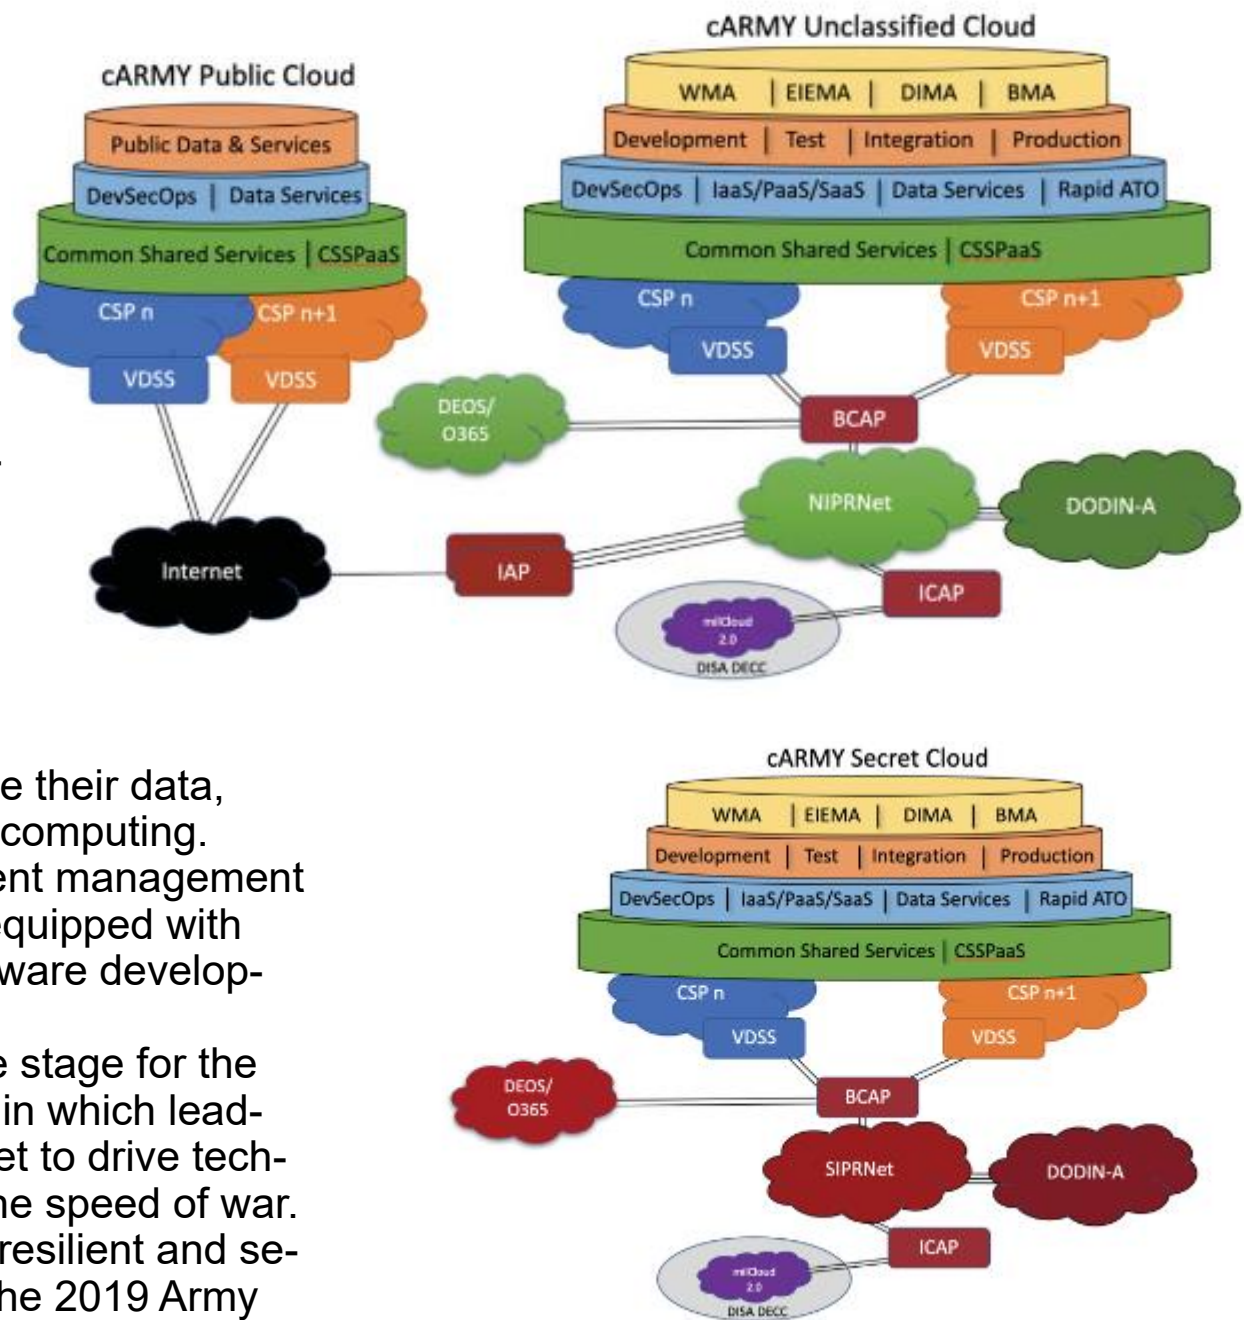 cARMY Unclassified Cloud
WMA | EIEMA | DIMA | BMA
Development | Test | Integration | Production
DevSecOps | IaaS/PaaS/SaaS | Data Services | Rapid ATO
Common Shared Services | CSSPaaS
CSP n
CSP n+1
VDSS
VDSS
cARMY Public Cloud
Public Data & Services
DevSecOps | Data Services
Common Shared Services | CSSPaaS
CSP n
CSP n+1
VDSS
VDSS
DEOS/
O365
BCAP
NIPRNet
DODIN-A
Internet
IAP
ICAP
milCloud
2.0
DISA DECC
.
e their data,
computing.
ent management
equipped with
ware develop-
e stage for the
in which lead-
et to drive tech-
he speed of war.
resilient and se-
he 2019 Army
cARMY Secret Cloud
WMA | EIEMA | DIMA | BMA
Development | Test | Integration | Production
DevSecOps | IaaS/PaaS/SaaS | Data Services | Rapid ATO
Common Shared Services | CSSPaaS
CSP n
CSP n+1
VDSS
VDSS
DEOS/
O365
BCAP
SIPRNet
DODIN-A
ICAP
milCloud
2.0
DISA DECC